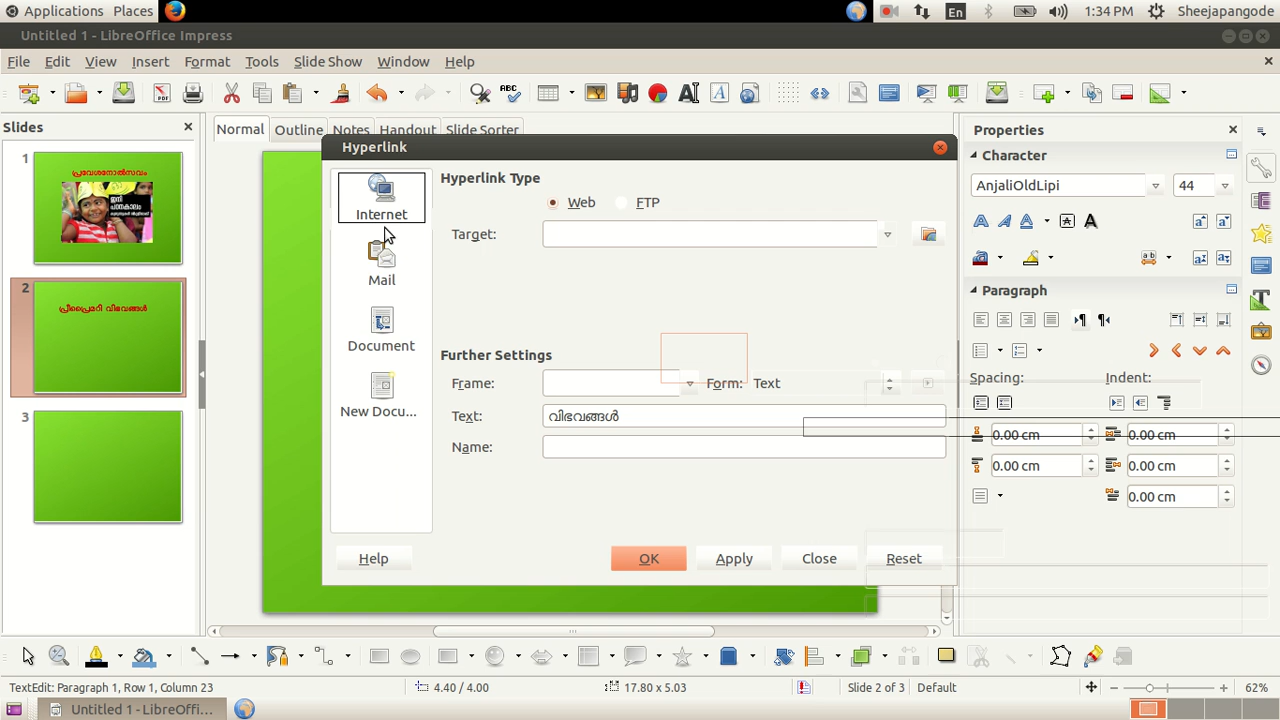 Applications Places
En
1:34 PM
Sheejapangode
Untitled 1 - LibreOffice Impress
File Edit View Insert Format Tools Slide Show Window Help
Slides
Normal Outline Notes Handout Slide Sorter
Properties
Hyperlink
Character
1
പ്രവേശനോൽസവം
ഇനി
പഠനകാലം
Internet
Hyperlink Type
Web FTP
AnjaliOldLipi 44
Target:
Mail
2
Paragraph
Document
Further Settings
Spacing: Indent:
Frame: Form: Text
New Docu...
Text: വിഭവങ്ങൾ
3
0.00 cm 0.00 cm
Name:
0.00 cm 0.00 cm
0.00 cm
Help OK Apply Close Reset
TextEdit: Paragraph 1, Row 1, Column 23 4.40 / 4.00 17.80 x 5.03 Slide 2 of 3 Default 62%
Untitled 1 - LibreOffi...